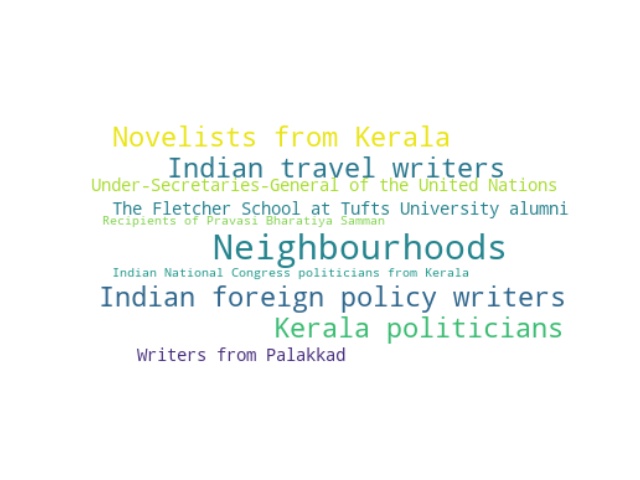 Novelists from Kerala
Indian travel writers
Under-Secretaries-General of the United Nations
The Fletcher School at Tufts University alumni
Recipients of Pravasi Bharatiya Samman
Neighbourhoods
Indian National Congress politicians from Kerala
Indian foreign policy writers
Kerala politicians
Writers from Palakkad